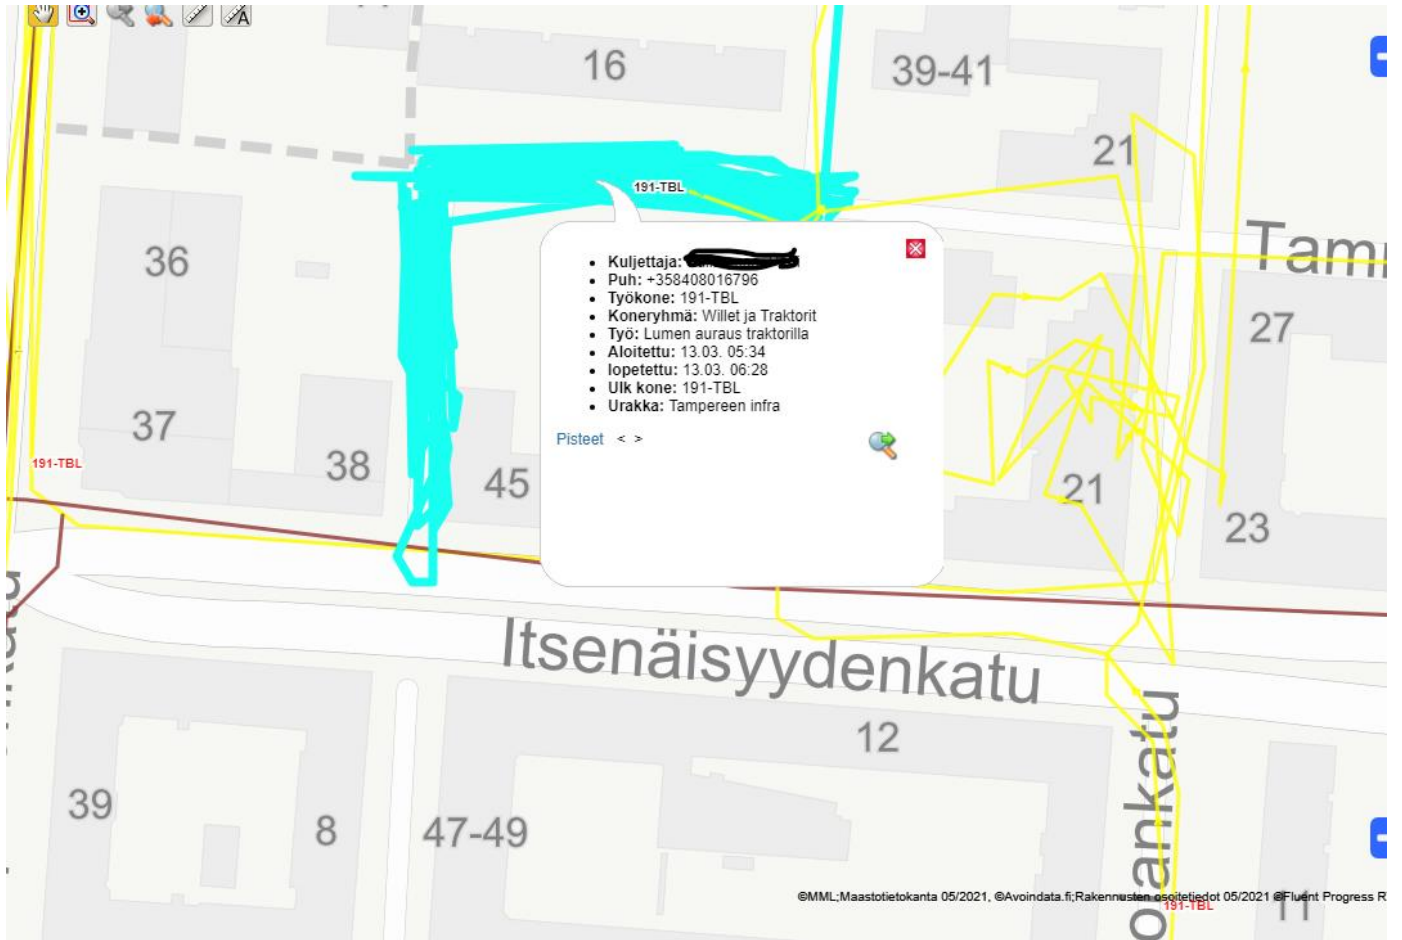 16
39-41
21
191-TBL
36
Kuljettaja:
Puh: +358408016796
Työkone: 191-TBL
Koneryhmä: Willet ja Traktorit
Työ: Lumen auraus traktorilla
Aloitettu: 13.03. 05:34
lopetettu: 13.03. 06:28
Ulk kone: 191-TBL
Urakka: Tampereen infra
Pisteet < >
27
37
191-TBL
38
45
21
23
Itsenäisyydenkatu
12
39
8
47-49
©MML;Maastotietokanta 05/2021, ©Avoindata.fi;Rakennusten osoitetiedot 05/2021 ©Fluent Progress
191-TBL
11